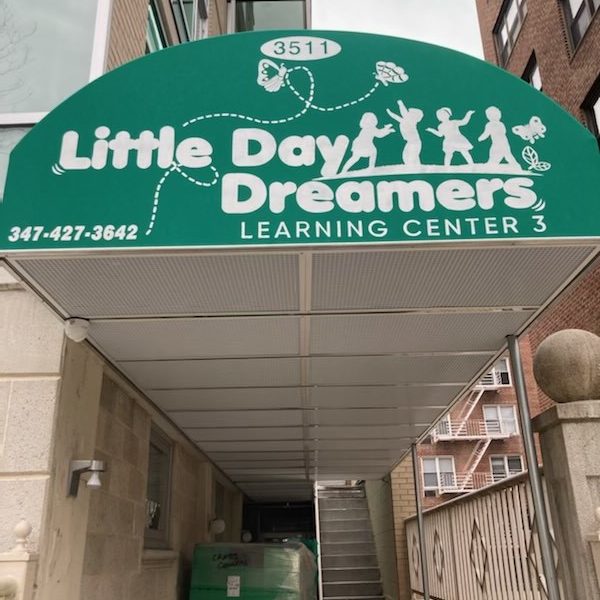 3511
Little Day
Dreamers
347-427-3642
LEARNING CENTER 3